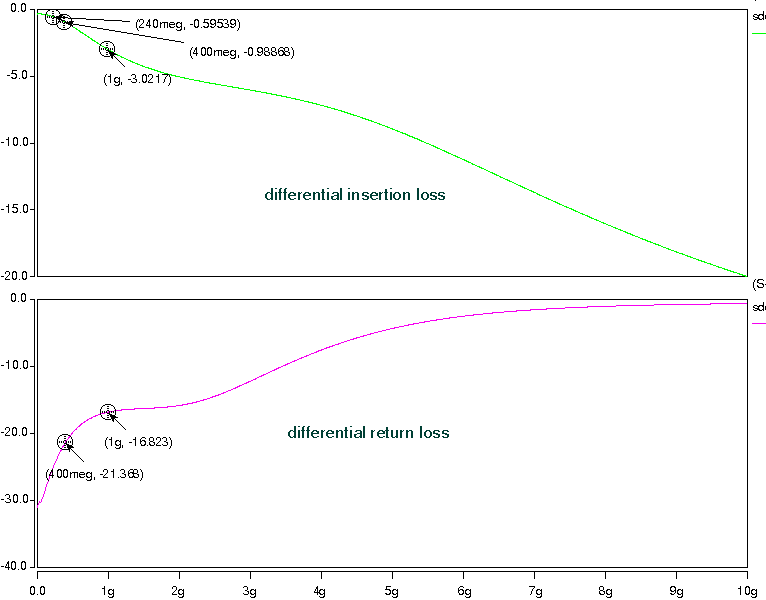 0.0
-5.0
-10.0
-15.0
-20.0
(240meg, -0.59539)
(400meg, -0.98868)
(1g, -3.0217)
differential insertion loss
0.0
-10.0
-20.0
-30.0
-40.0
(1g, -16.823)
(400meg, -21.363)
differential return loss
0.0 1g 2g 3g 4g 5g 6g 7g 8g 9g 10g